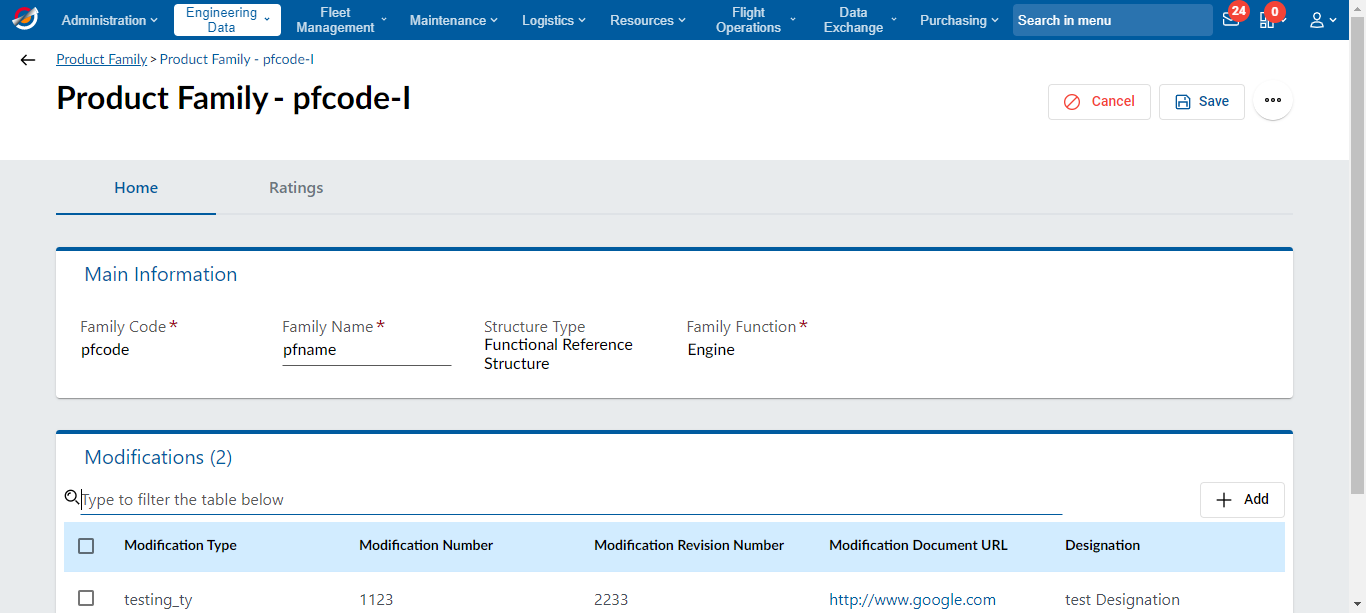 Administration
Engineering
Data
Fleet
Management
Maintenance
Logistics
Resources
Flight
Operations
Data
Exchange
Purchasing
Search in menu
24
0
Product Family > Product Family - pfcode-I
Product Family - pfcode-I
Cancel
Save
Home
Ratings
Main Information
Family Code*
pfcode
Family Name*
pfname
Structure Type
Functional Reference
Structure
Family Function*
Engine
Modifications (2)
Type to filter the table below
Add
Modification Type
Modification Number
Modification Revision Number
Modification Document URL
Designation
testing_ty
1123
2233
http://www.google.com
test Designation